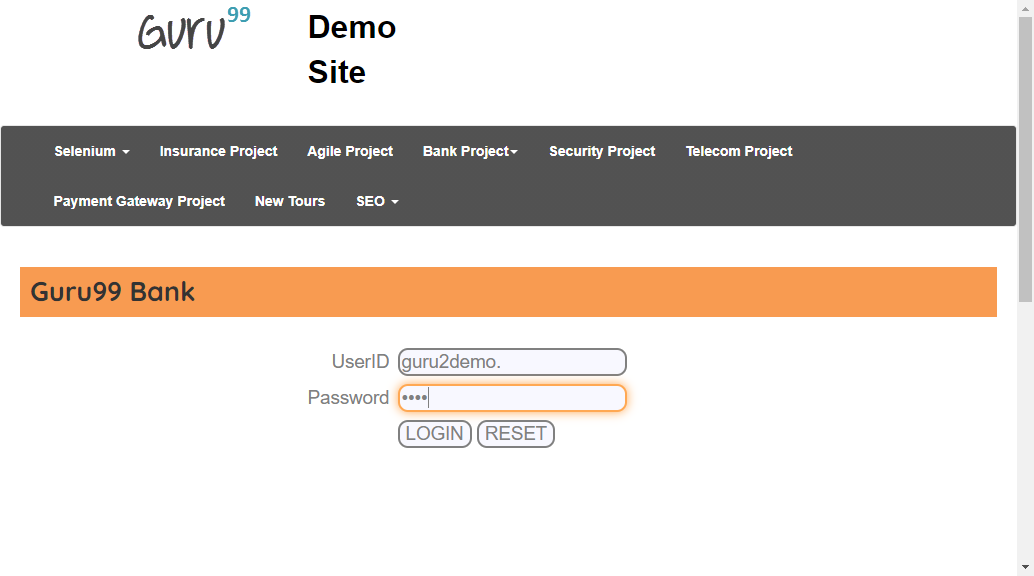 Guru99
Demo
Site
Selenium Insurance Project Agile Project Bank Project Security Project Telecom Project
Payment Gateway Project New Tours SEO
Guru99 Bank
UserID guru2demo.
Password ••••
LOGIN RESET